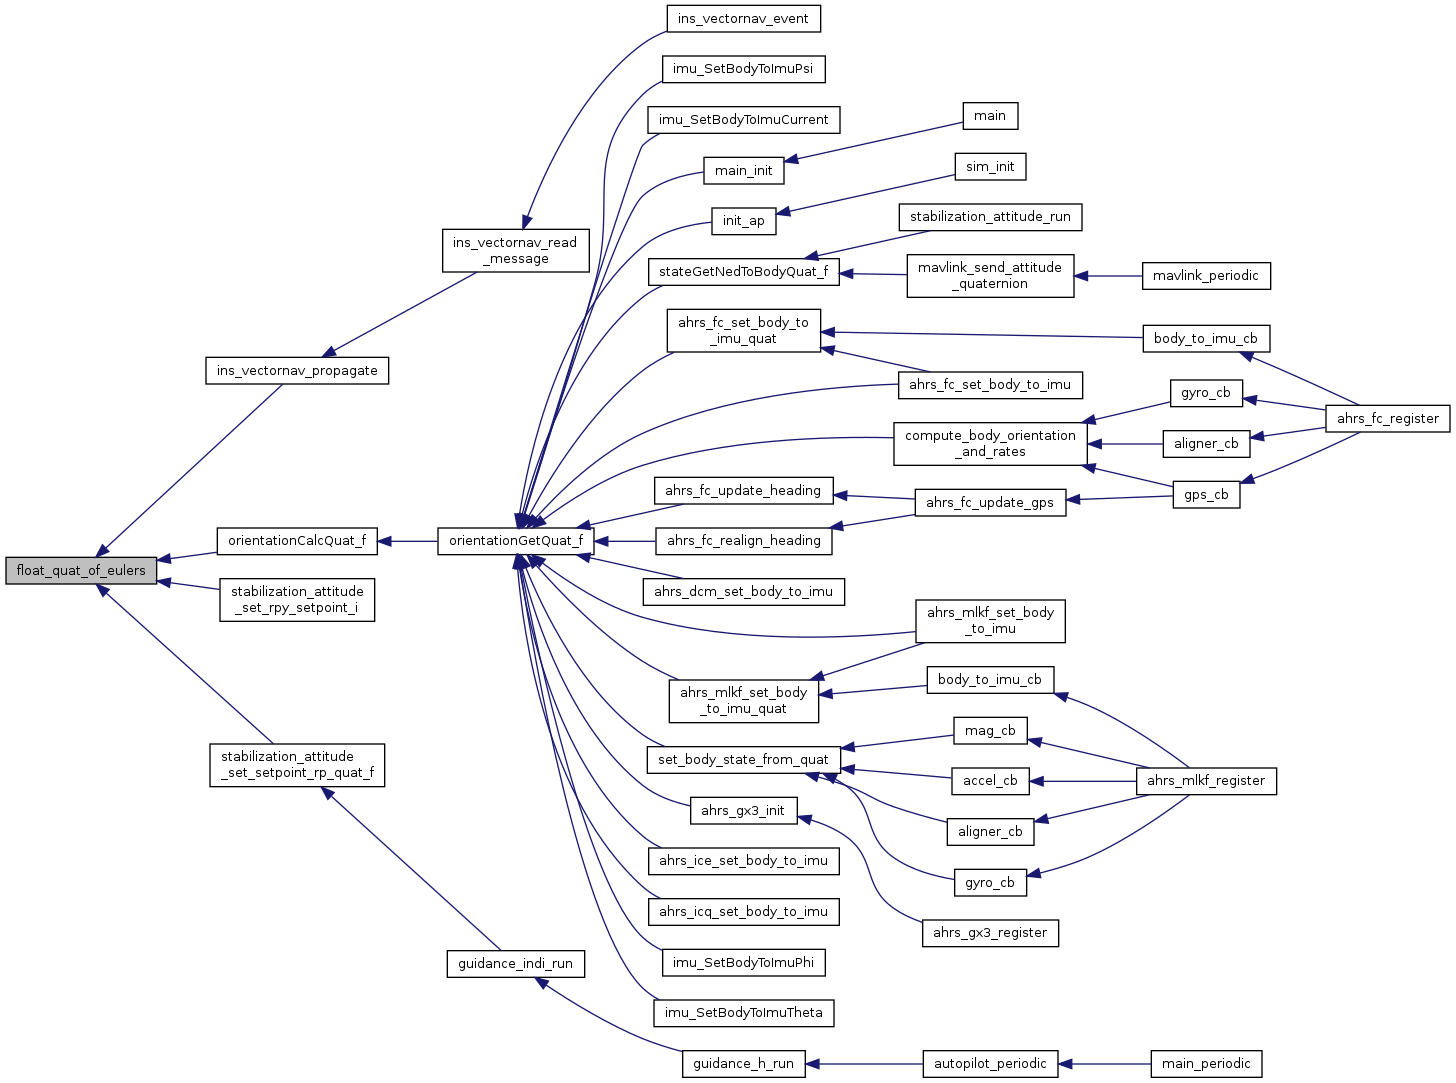 ins_vectornav_event
imu_SetBodyToImuPsi
imu_SetBodyToImuCurrent
main
main_init
sim_init
init_ap
stabilization_attitude_run
ins_vectornav_read
_message
stateGetNedToBodyQuat_f
mavlink_send_attitude
_quaternion
mavlink_periodic
ahrs_fc_set_body_to
_imu_quat
body_to_imu_cb
ins_vectornav_propagate
ahrs_fc_set_body_to_imu
gyro_cb
ahrs_fc_register
compute_body_orientation
_and_rates
aligner_cb
ahrs_fc_update_heading
ahrs_fc_update_gps
gps_cb
orientationCalcQuat_f
orientationGetQuat_f
ahrs_fc_realign_heading
float_quat_of_eulers
stabilization_attitude
_set_rpy_setpoint_i
ahrs_dcm_set_body_to_imu
ahrs_mlkf_set_body
_to_imu
body_to_imu_cb
ahrs_mlkf_set_body
_to_imu_quat
mag_cb
stabilization_attitude
_set_setpoint_rp_quat_f
set_body_state_from_quat
accel_cb
ahrs_mlkf_register
ahrs_gx3_init
aligner_cb
ahrs_ice_set_body_to_imu
gyro_cb
ahrs_icq_set_body_to_imu
ahrs_gx3_register
guidance_indi_run
imu_SetBodyToImuPhi
imu_SetBodyToImuTheta
guidance_h_run
autopilot_periodic
main_periodic